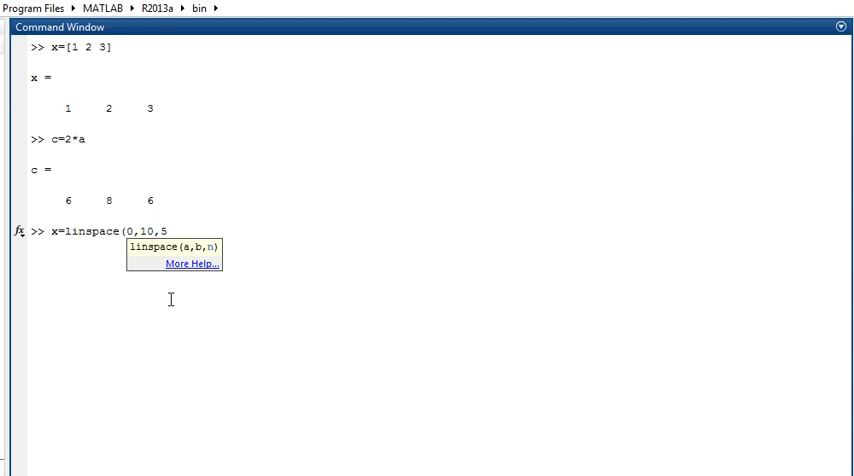 Program Files MATLAB R2013a bin
Command Window
>> x=[1 2 3]
x =
1 2 3
>> c=2*a
c =
6 8 6
fx >> x=linspace(0,10,5
linspace(a,b,n)
More Help...